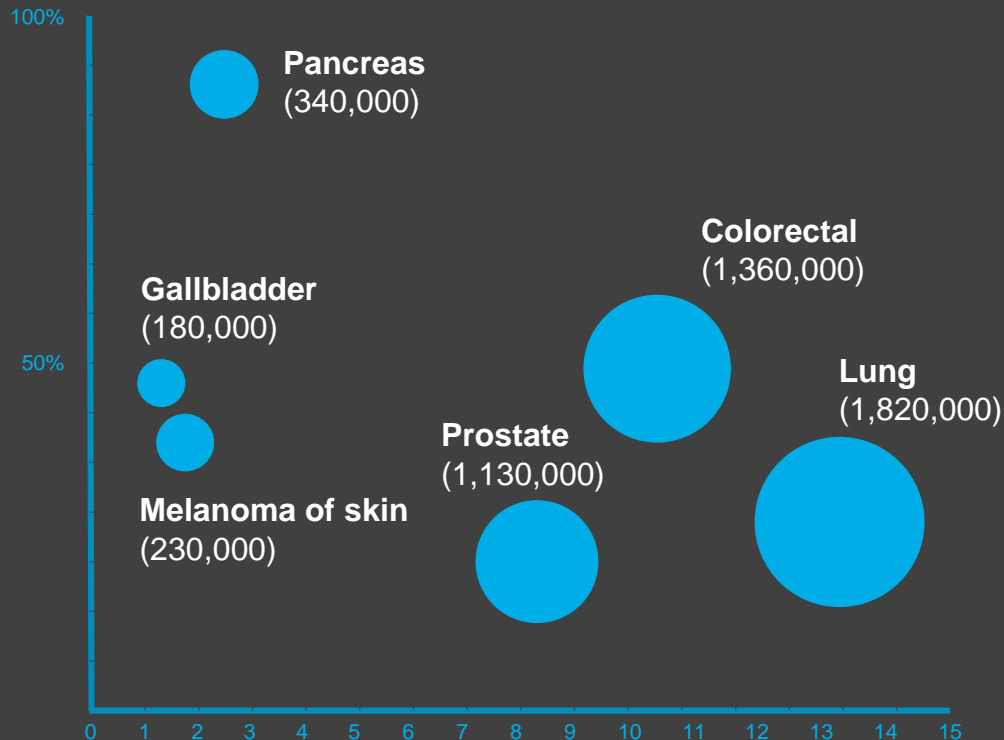 100%
Pancreas
(340,000)
Colorectal
(1,360,000)
Gallbladder
(180,000)
50%
Lung
(1,820,000)
Prostate
(1,130,000)
Melanoma of skin
(230,000)
0 1 2 3 4 5 6 7 8 9 10 11 12 13 14 15